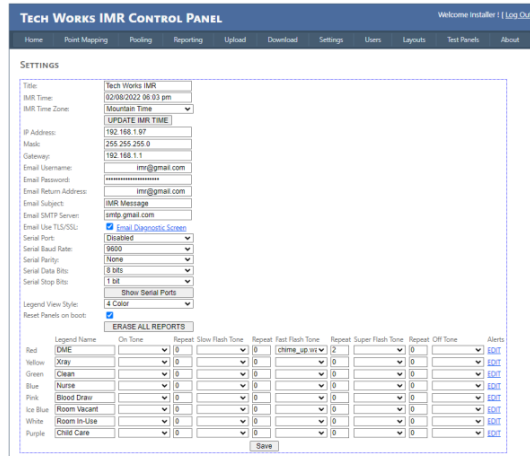 TECH WORKS IMR CONTROL PANEL
Welcome Installer ! [ Log Ou
Home Point Mapping Pooling Reporting Upload Download Settings Users Layouts Test Panels About
SETTINGS
Title: Tech Works IMR
IMR Time: 02/08/2022 06:03 pm
IMR Time Zone: Mountain Time
UPDATE IMR TIME
IP Address: 192.168.1.97
Mask: 255.255.255.0
Gateway: 192.168.1.1
Email Username: imr@gmail.com
Email Password: **********************
Email Return Address: imr@gmail.com
Email Subject: IMR Message
Email SMTP Server: smtp.gmail.com
Email Use TLS/SSL: Email Diagnostic Screen
Serial Port: Disabled
Serial Baud Rate: 9600
Serial Parity: None
Serial Data Bits: 8 bits
Serial Stop Bits: 1 bit
Show Serial Ports
Legend View Style: 4 Color
Reset Panels on boot:
ERASE ALL REPORTS
Legend Name On Tone Repeat Slow Flash Tone Repeat Fast Flash Tone Repeat Super Flash Tone Repeat Off Tone Alerts
Red DME 0 0 chime_up.wa 2 0 EDIT
Yellow Xray 0 0 0 0 EDIT
Green Clean 0 0 0 0 EDIT
Blue Nurse 0 0 0 0 EDIT
Pink Blood Draw 0 0 0 0 EDIT
Ice Blue Room Vacant 0 0 0 0 EDIT
White Room In-Use 0 0 0 0 EDIT
Purple Child Care 0 0 0 0 EDIT
Save